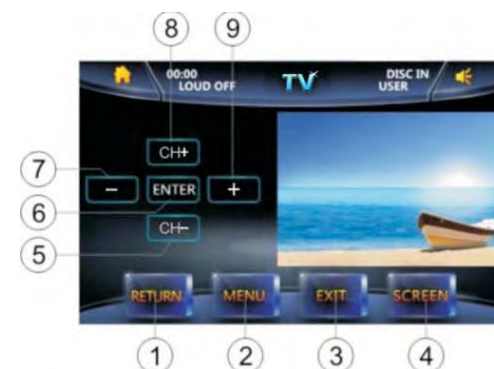 8 9
00:00
LOUD OFF
TV
DISC IN
USER
CH+
7
− ENTER +
6
CH−
5
RETURN MENU EXIT SCREEN
1 2 3 4